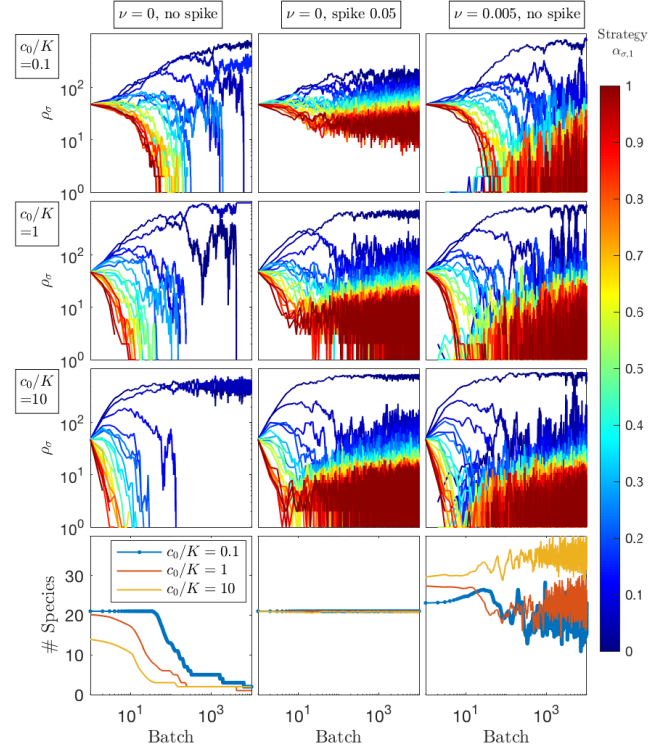 ν = 0, no spike
ν = 0, spike 0.05
ν = 0.005, no spike
c₀/K
=0.1
Strategy
α_{σ,1}
ρ_σ
10²
10¹
10⁰
c₀/K
=1
ρ_σ
10²
10¹
10⁰
c₀/K
=10
ρ_σ
10²
10¹
10⁰
1
0.9
0.8
0.7
0.6
0.5
0.4
0.3
0.2
0.1
0
# Species
30
20
10
0
c₀/K = 0.1
c₀/K = 1
c₀/K = 10
10¹ 10³
10¹ 10³
10¹ 10³
Batch
Batch
Batch